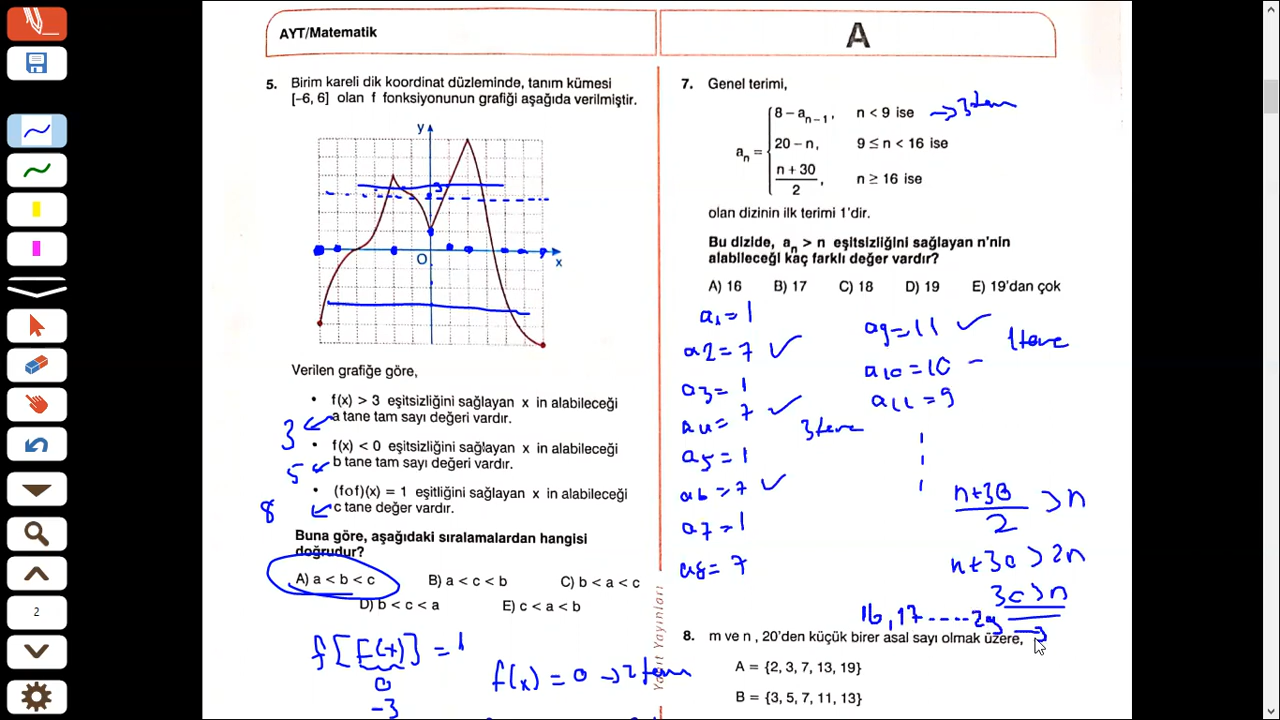 AYT/Matematik
A
5. Birim kareli dik koordinat düzleminde, tanım kümesi
[−6, 6] olan f fonksiyonunun grafiği aşağıda verilmiştir.
y
3
O
x
Verilen grafiğe göre,
• f(x) > 3 eşitsizliğini sağlayan x in alabileceği
a tane tam sayı değeri vardır.
3
• f(x) < 0 eşitsizliğini sağlayan x in alabileceği
b tane tam sayı değeri vardır.
5
• (fof)(x) = 1 eşitliğini sağlayan x in alabileceği
c tane değer vardır.
8
Buna göre, aşağıdaki sıralamalardan hangisi
doğrudur?
A) a < b < c B) a < c < b C) b < a < c
D) b < c < a E) c < a < b
= 1
0
-3
f(x) = 0 → 2 tane
7. Genel terimi,
8 − aₙ₋₁, n < 9 ise → 3 tane
aₙ = 20 − n, 9 ≤ n < 16 ise
n + 30
2 , n ≥ 16 ise
olan dizinin ilk terimi 1'dir.
Bu dizide, aₙ > n eşitsizliğini sağlayan n'nin
alabileceği kaç farklı değer vardır?
A) 16 B) 17 C) 18 D) 19 E) 19'dan çok
a1 = 1
a2 = 7 ✓
a3 = 1
a4 = 7 ✓
3 tane
a5 = 1
a6 = 7 ✓
a7 = 1
a8 = 7
a9 = 11 ✓
1 tane
a10 = 10 −
a11 = 9
n+30
2 > n
n+30 > 2n
30 > n
16, 17 ---- 29
Yayın Yayınları
8. m ve n , 20'den küçük birer asal sayı olmak üzere,
A = {2, 3, 7, 13, 19}
B = {3, 5, 7, 11, 13}
2